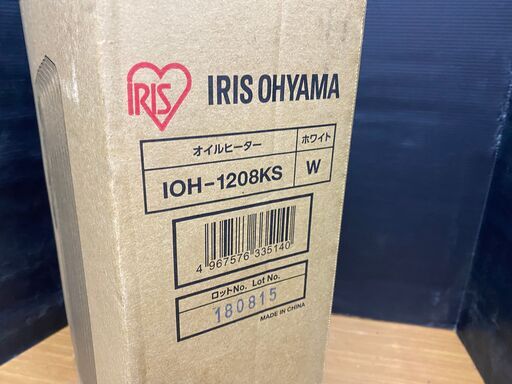 IRIS
IRIS OHYAMA
オイルヒーター
ホワイト
IOH-1208KS
W
4 967576 335140
ロットNo. Lot No.
180815
MADE IN CHINA